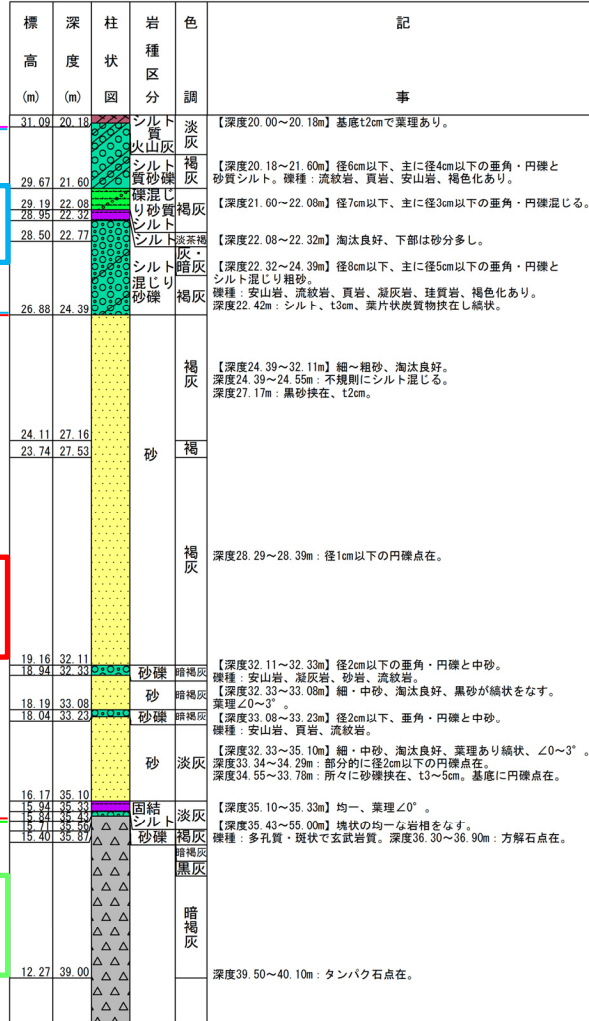 標高(m)
深度(m)
柱状図
岩種区分
色調
記事
31.09 20.18
29.67 21.60
29.19 22.08
28.95 22.32
28.50 22.77
26.88 24.39
24.11 27.16
23.74 27.53
19.16 32.11
18.94 32.33
18.19 33.08
18.04 33.23
16.17 35.10
15.94 35.33
15.84 35.43
15.71 35.56
15.40 35.87
12.27 39.00
シルト
質
火山灰
シルト
質砂礫
礫混じ
り砂質
シルト
シルト
シルト
混じり
砂礫
砂
砂礫
砂
砂礫
砂
固結
シルト
砂礫
淡灰
褐灰
褐灰
淡茶褐
灰・
暗灰
褐灰
褐灰
褐
褐灰
暗褐灰
暗褐灰
暗褐灰
淡灰
淡灰
褐灰
暗褐灰
黒灰
暗褐灰
【深度20.00～20.18m】基底t2cmで葉理あり。
【深度20.18～21.60m】径6cm以下、主に径4cm以下の亜角・円礫と
砂質シルト。礫種：流紋岩、頁岩、安山岩、褐色化あり。
【深度21.60～22.08m】径7cm以下、主に径3cm以下の亜角・円礫混じる。
【深度22.08～22.32m】淘汰良好、下部は砂分多し。
【深度22.32～24.39m】径8cm以下、主に径5cm以下の亜角・円礫と
シルト混じり粗砂。
礫種：安山岩、流紋岩、頁岩、凝灰岩、珪質岩、褐色化あり。
深度22.42m：シルト、t3cm、葉片状炭質物挟在し縞状。
【深度24.39～32.11m】細～粗砂、淘汰良好。
深度24.39～24.55m：不規則にシルト混じる。
深度27.17m：黒砂挟在、t2cm。
深度28.29～28.39m：径1cm以下の円礫点在。
【深度32.11～32.33m】径2cm以下の亜角・円礫と中砂。
礫種：安山岩、凝灰岩、砂岩、流紋岩。
【深度32.33～33.08m】細・中砂、淘汰良好、黒砂が縞状をなす。
葉理∠0～3°。
【深度33.08～33.23m】径2cm以下、亜角・円礫と中砂。
礫種：安山岩、頁岩、流紋岩。
【深度32.33～35.10m】細・中砂、淘汰良好、葉理あり縞状、∠0～3°。
深度33.34～34.29m：部分的に径2cm以下の円礫点在。
深度34.55～33.78m：所々に砂礫挟在、t3～5cm。基底に円礫点在。
【深度35.10～35.33m】均一、葉理∠0°。
【深度35.43～55.00m】塊状の均一な岩相をなす。
礫種：多孔質・斑状で玄武岩質。深度36.30～36.90m：方解石点在。
深度39.50～40.10m：タンパク石点在。